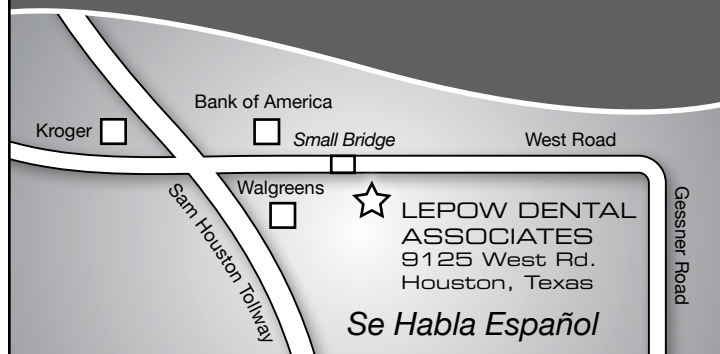 Bank of America
Kroger
Small Bridge
West Road
Walgreens
Sam Houston Tollway
Gessner Road
LEPOW DENTAL
ASSOCIATES
9125 West Rd.
Houston, Texas
Se Habla Español